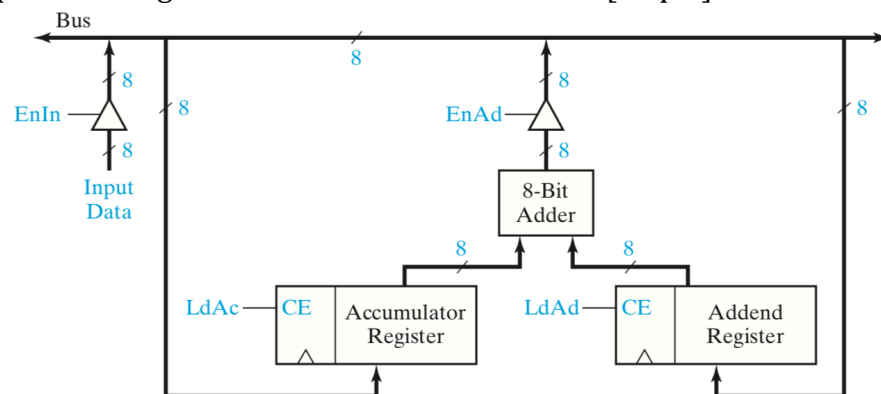 Bus
8
8
8
EnIn
8
EnAd
8
8
8
8
Input
Data
8-Bit
Adder
8
8
LdAc
CE
Accumulator
Register
LdAd
CE
Addend
Register